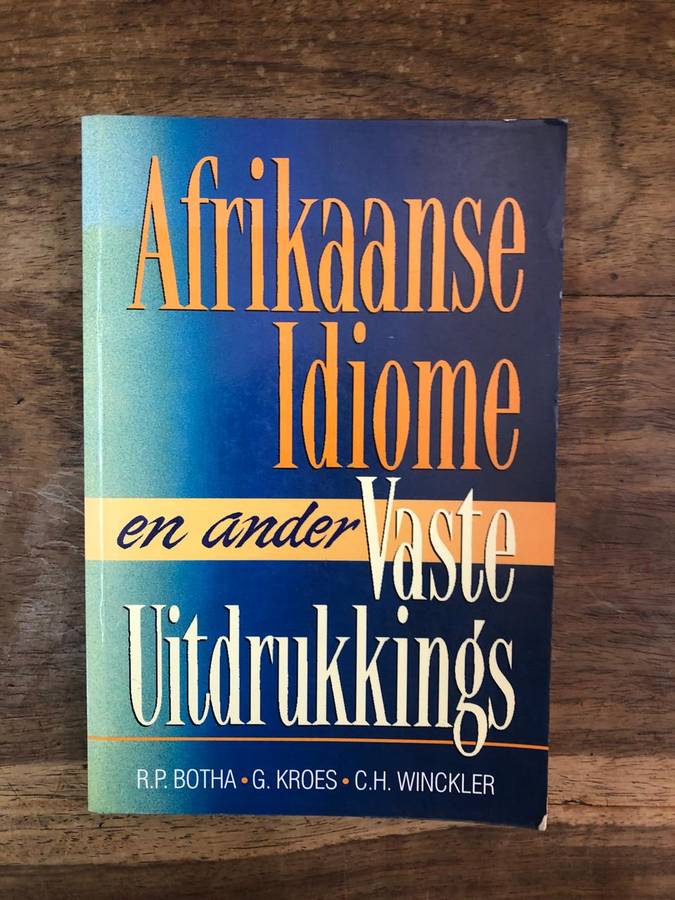 Afrikaanse
Idiome
en ander Vaste
Uitdrukkings
R.P. BOTHA • G. KROES • C.H. WINCKLER